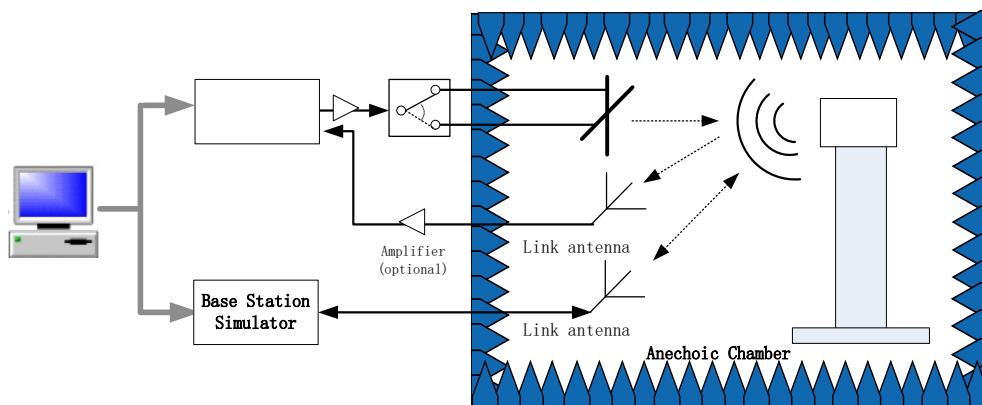 Amplifier
(optional)
Link antenna
Base Station
Simulator
Link antenna
Anechoic Chamber